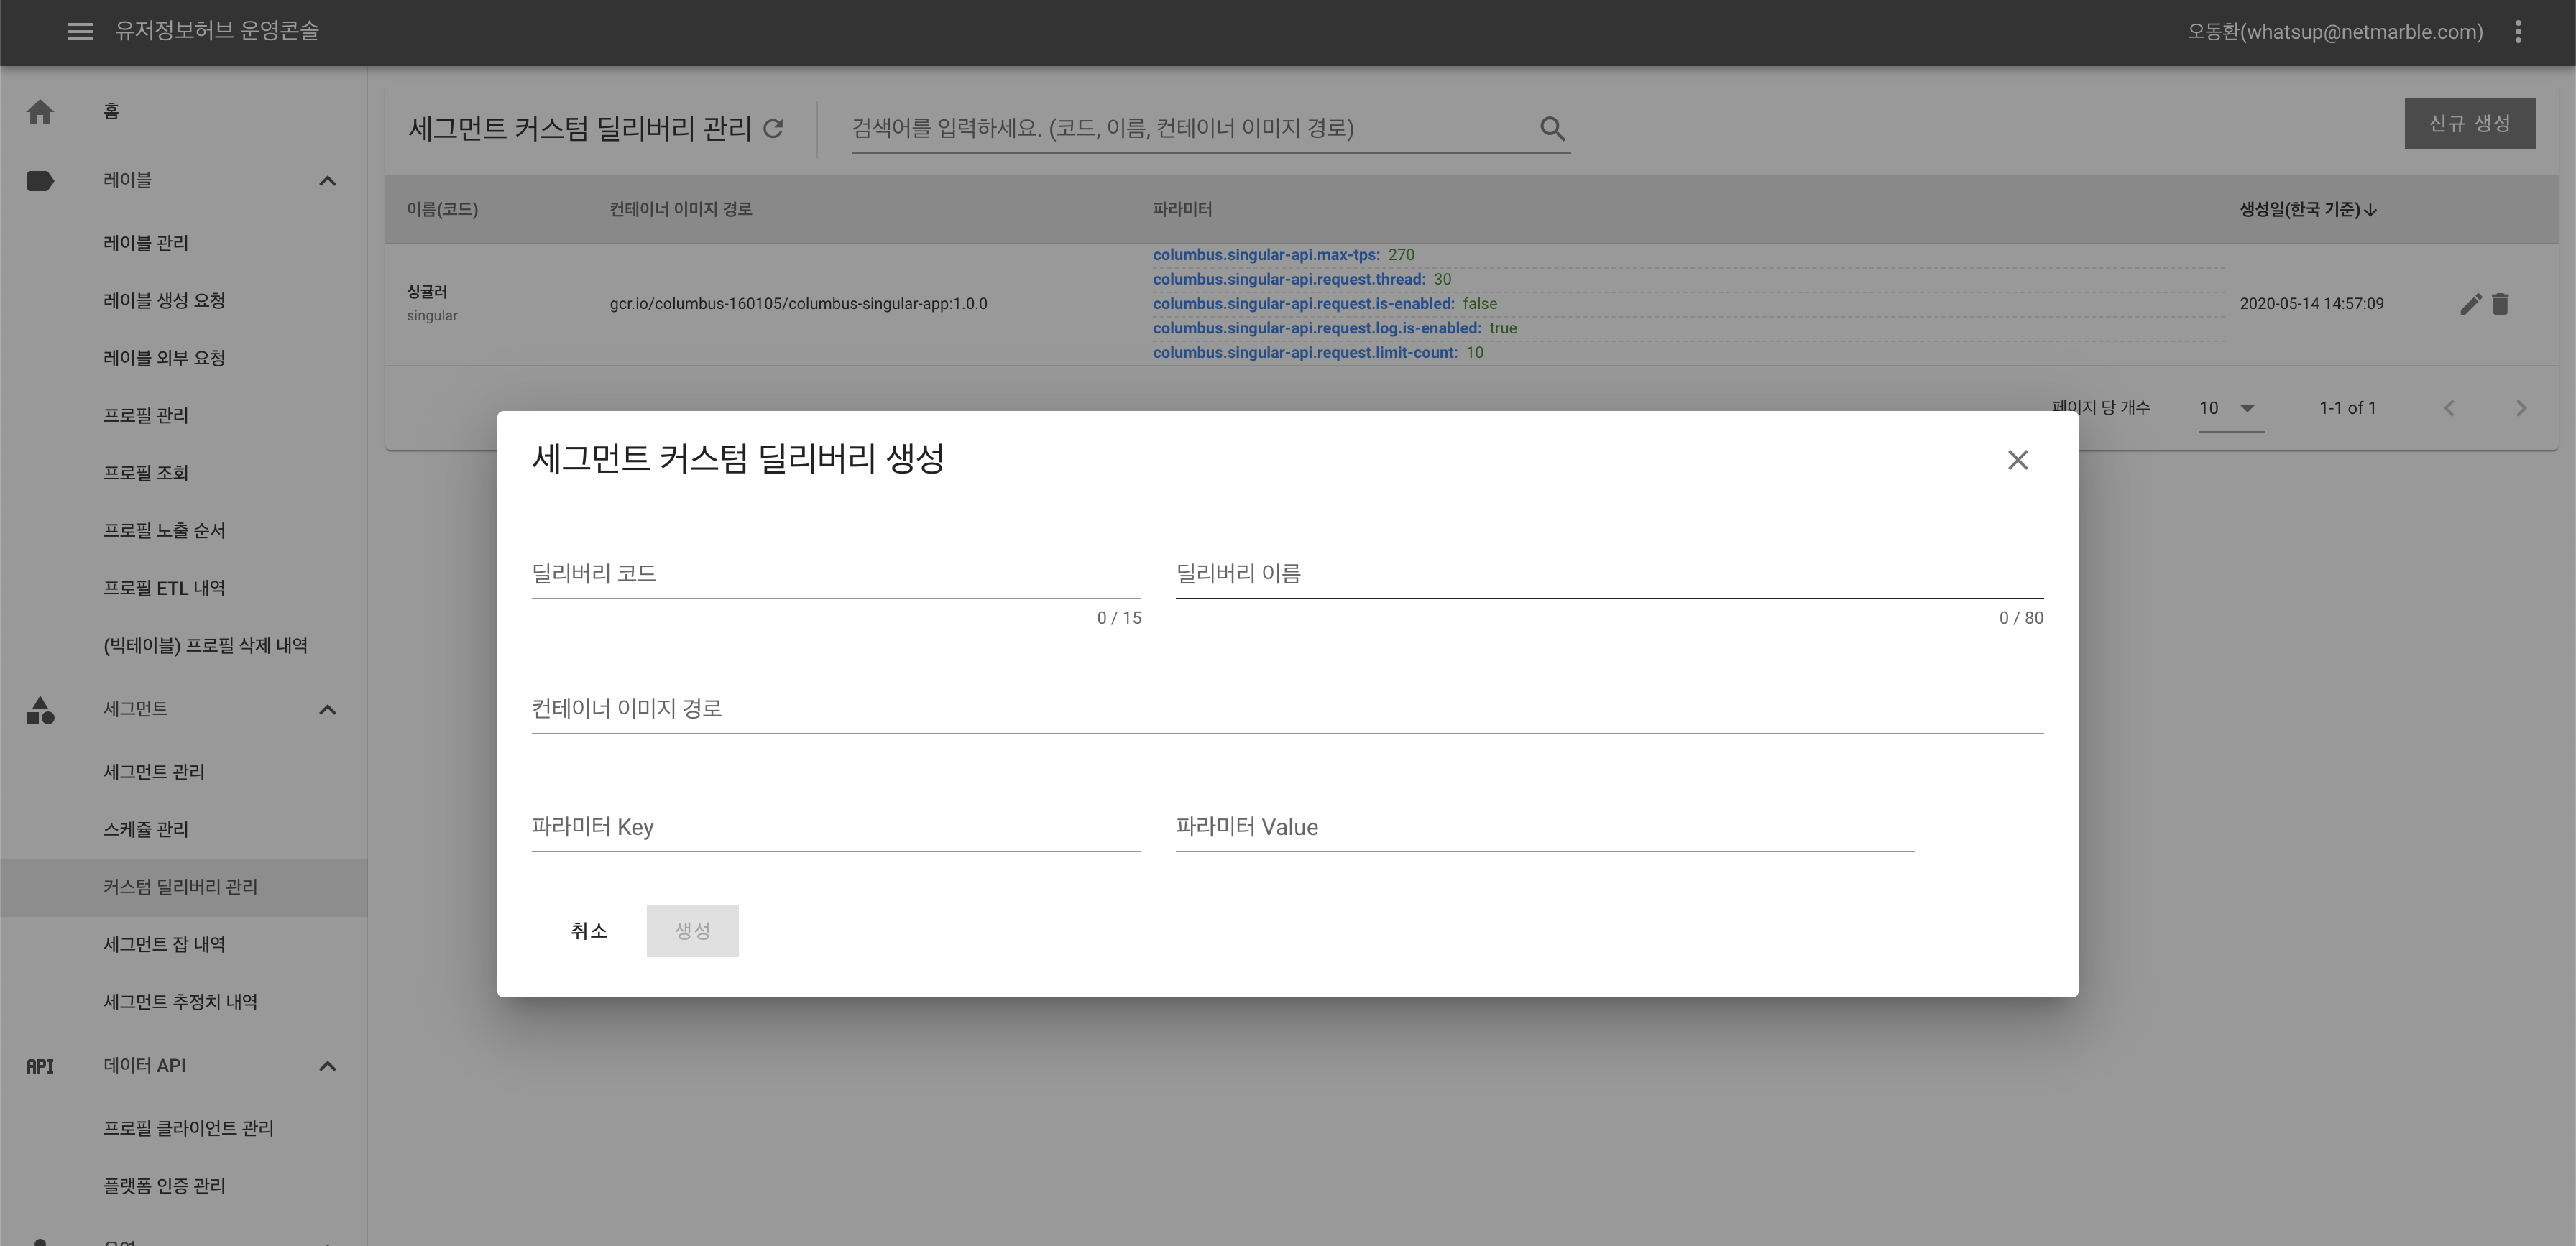 유저정보허브 운영콘솔
오동환(whatsup@netmarble.com)
홈
레이블
레이블 관리
레이블 생성 요청
레이블 외부 요청
프로필 관리
프로필 조회
프로필 노출 순서
프로필 ETL 내역
(빅테이블) 프로필 삭제 내역
세그먼트
세그먼트 관리
스케쥴 관리
커스텀 딜리버리 관리
세그먼트 잡 내역
세그먼트 추정치 내역
API 데이터 API
프로필 클라이언트 관리
플랫폼 인증 관리
세그먼트 커스텀 딜리버리 관리
검색어를 입력하세요. (코드, 이름, 컨테이너 이미지 경로)
신규 생성
이름(코드) 컨테이너 이미지 경로 파라미터 생성일(한국 기준)
싱귤러
singular
gcr.io/columbus-160105/columbus-singular-app:1.0.0
columbus.singular-api.max-tps: 270
columbus.singular-api.request.thread: 30
columbus.singular-api.request.is-enabled: false
columbus.singular-api.request.log.is-enabled: true
columbus.singular-api.request.limit-count: 10
2020-05-14 14:57:09
페이지 당 개수 10 1-1 of 1
세그먼트 커스텀 딜리버리 생성
딜리버리 코드 딜리버리 이름
0 / 15 0 / 80
컨테이너 이미지 경로
파라미터 Key 파라미터 Value
취소 생성